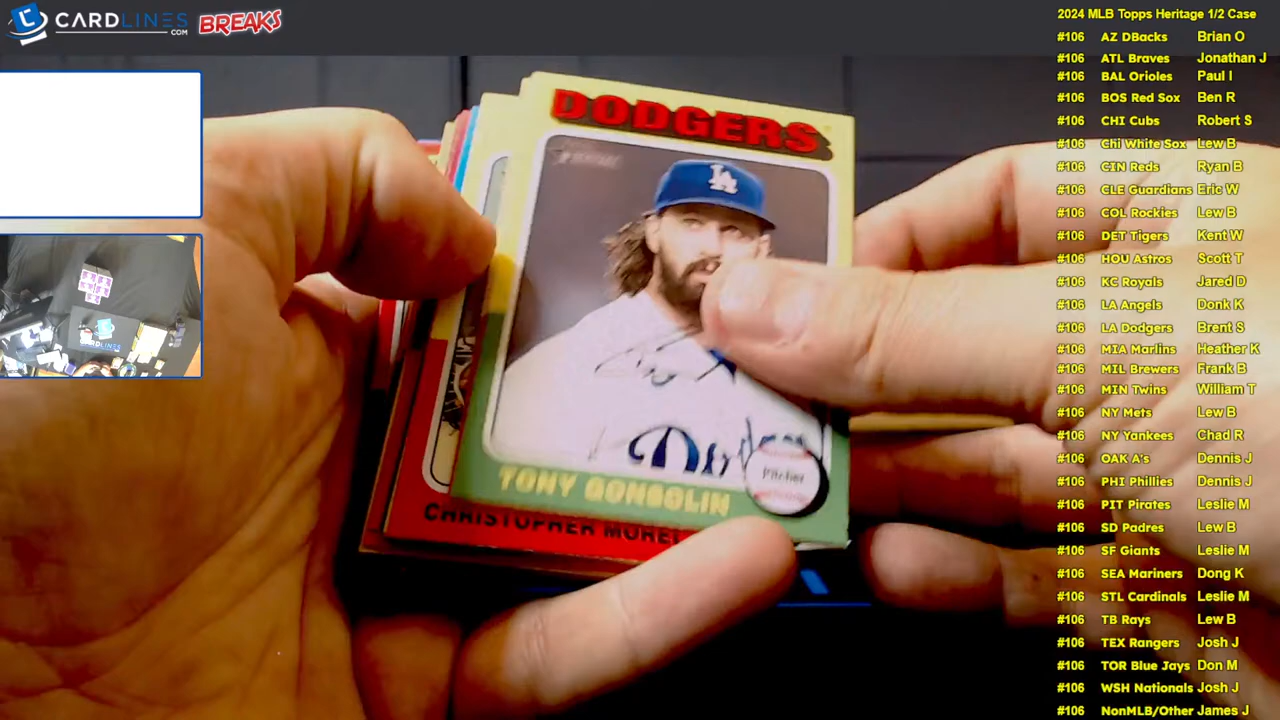 CARDLINES BREAKS
.COM
2024 MLB Topps Heritage 1/2 Case
#106 AZ DBacks Brian O
#106 ATL Braves Jonathan J
#106 BAL Orioles Paul I
#106 BOS Red Sox Ben R
#106 CHI Cubs Robert S
#106 Chi White Sox Lew B
#106 CIN Reds Ryan B
#106 CLE Guardians Eric W
#106 COL Rockies Lew B
#106 DET Tigers Kent W
#106 HOU Astros Scott T
#106 KC Royals Jared D
#106 LA Angels Donk K
#106 LA Dodgers Brent S
#106 MIA Marlins Heather K
#106 MIL Brewers Frank B
#106 MIN Twins William T
#106 NY Mets Lew B
#106 NY Yankees Chad R
#106 OAK A's Dennis J
#106 PHI Phillies Dennis J
#106 PIT Pirates Leslie M
#106 SD Padres Lew B
#106 SF Giants Leslie M
#106 SEA Mariners Dong K
#106 STL Cardinals Leslie M
#106 TB Rays Lew B
#106 TEX Rangers Josh J
#106 TOR Blue Jays Don M
#106 WSH Nationals Josh J
#106 NonMLB/Other James J
DODGERS
LA
Pitcher
TONY GONSOLIN
CHRISTOPHER MOREL
CARDLINES